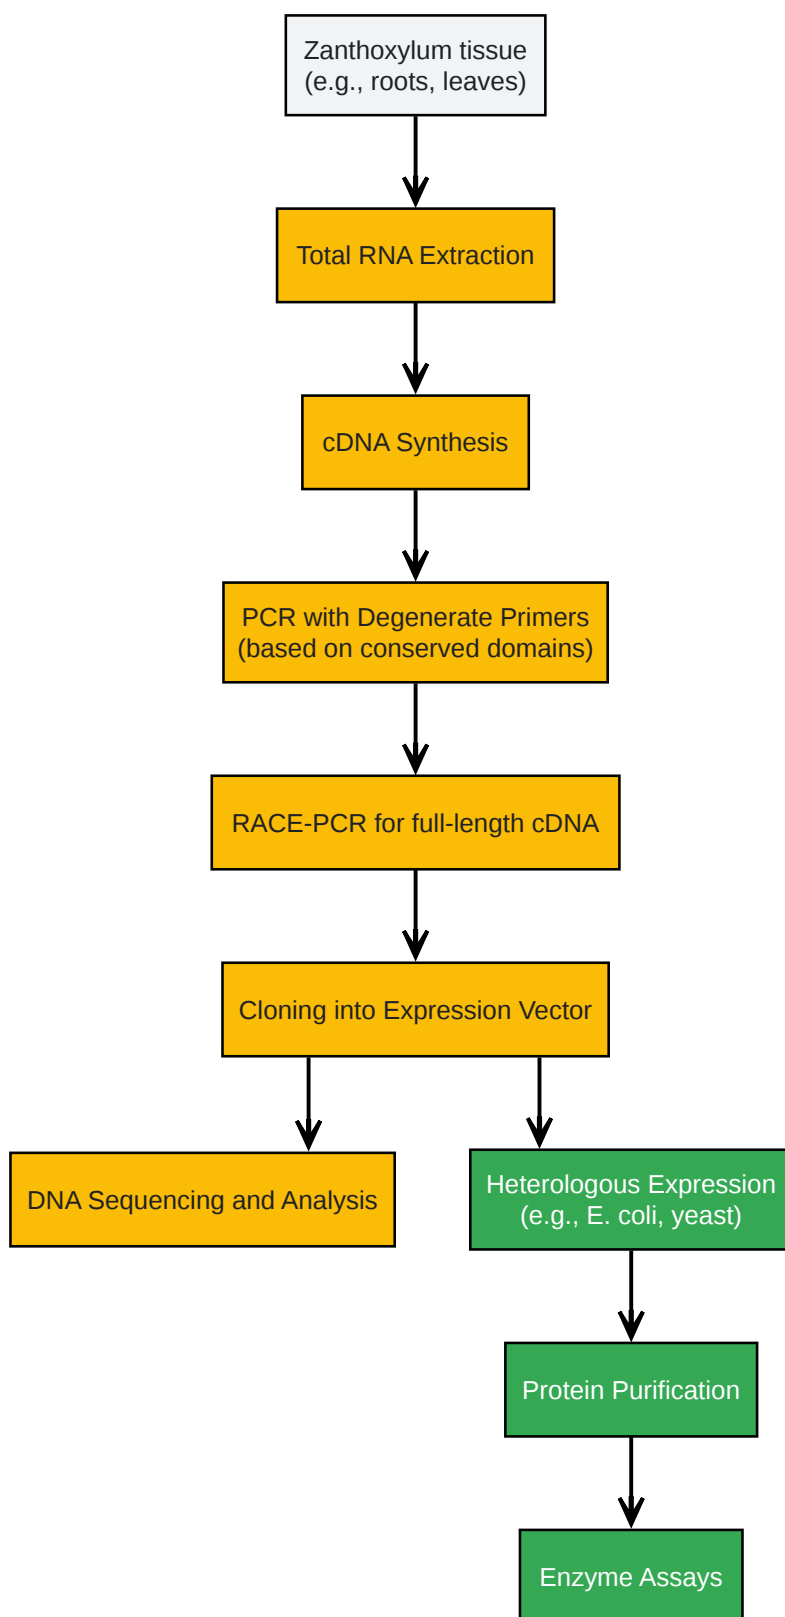 Zanthoxylum tissue
(e.g., roots, leaves)
Total RNA Extraction
cDNA Synthesis
PCR with Degenerate Primers
(based on conserved domains)
RACE-PCR for full-length cDNA
Cloning into Expression Vector
DNA Sequencing and Analysis
Heterologous Expression
(e.g., E. coli, yeast)
Protein Purification
Enzyme Assays